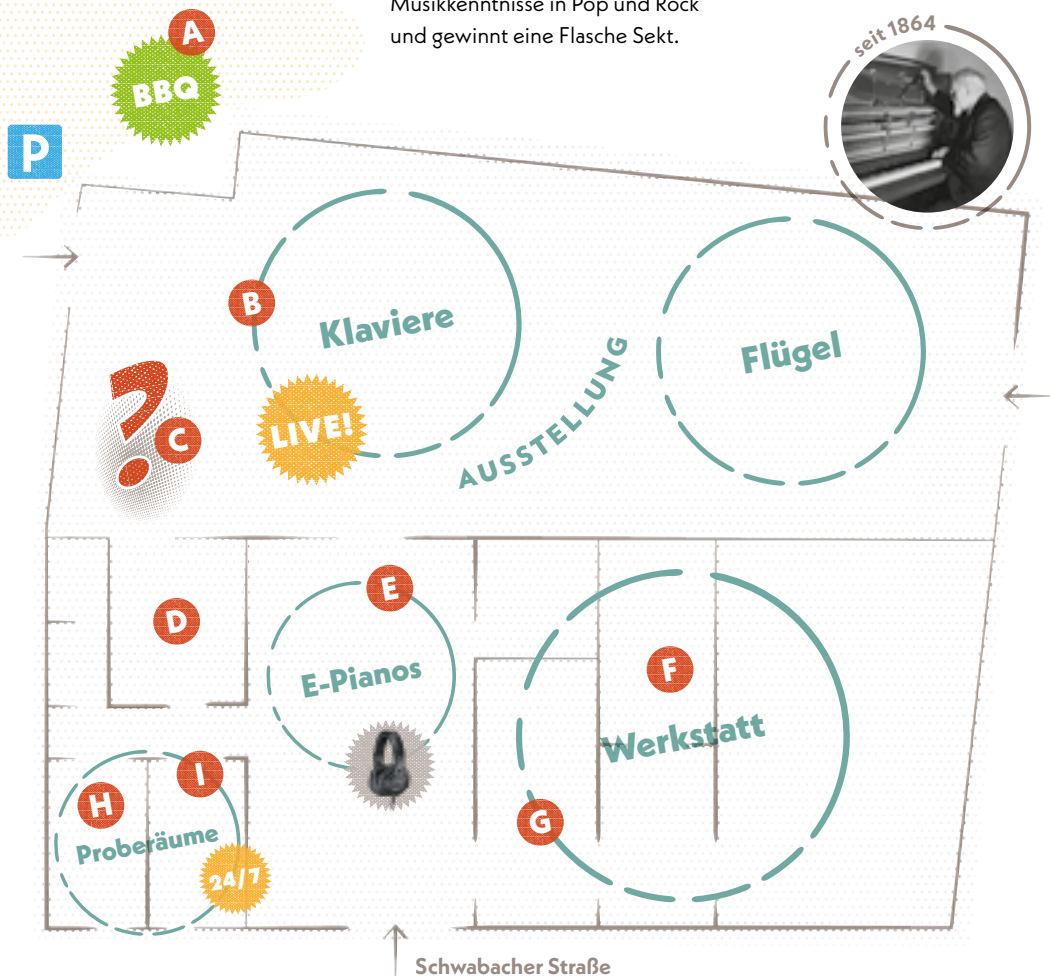 Musikkenntnisse in Pop und Rock
und gewinnt eine Flasche Sekt.
seit 1864
A
BBQ
P
B
Klaviere
Flügel
AUSSTELLUNG
?
C
LIVE!
E
D
E-Pianos
F
Werkstatt
I
H
G
Proberäume
24/7
Schwabacher Straße